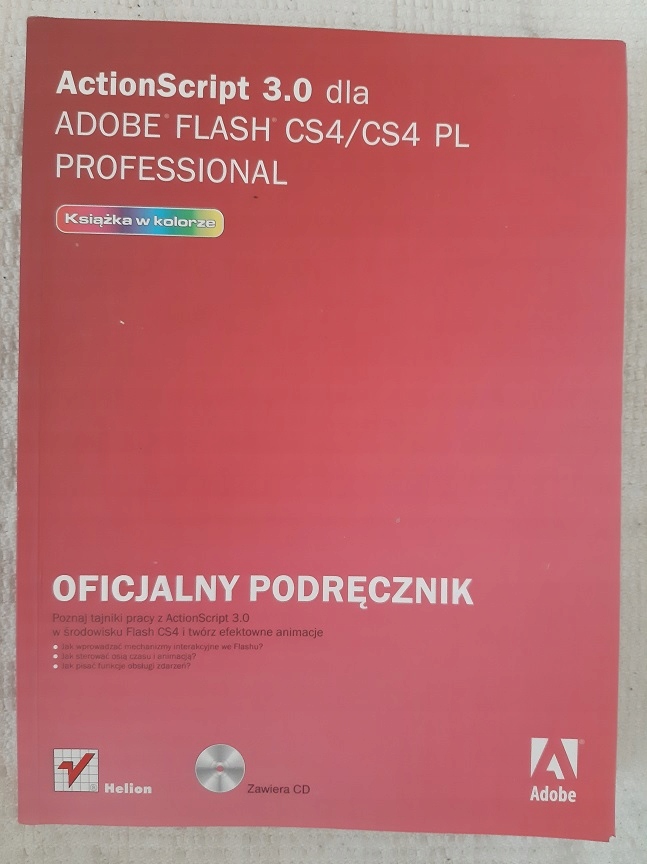 ActionScript 3.0 dla
ADOBE® FLASH® CS4/CS4 PL
PROFESSIONAL
Książka w kolorze
OFICJALNY PODRĘCZNIK
Poznaj tajniki pracy z ActionScript 3.0
w środowisku Flash CS4 i twórz efektowne animacje
Jak wprowadzać mechanizmy interakcyjne we Flashu?
Jak sterować osią czasu i animacją?
Jak pisać funkcje obsługi zdarzeń?
Helion
Zawiera CD
Adobe